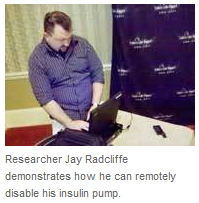 Researcher Jay Radcliffe
demonstrates how he can remotely
disable his insulin pump.